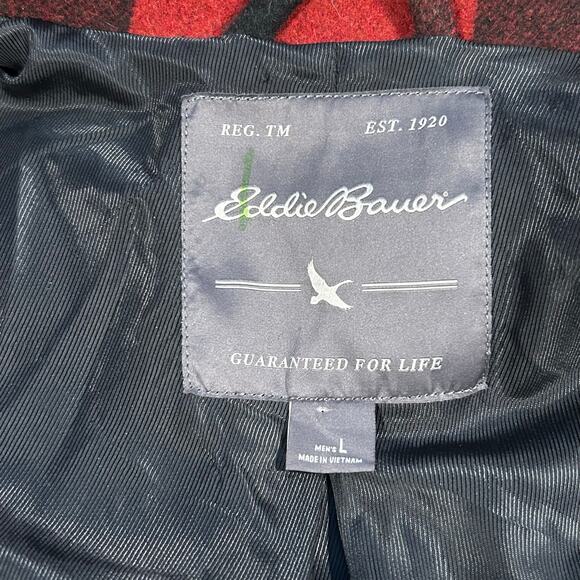 REG. TM EST. 1920
Eddie Bauer®
GUARANTEED FOR LIFE
MEN'S L
MADE IN VIETNAM